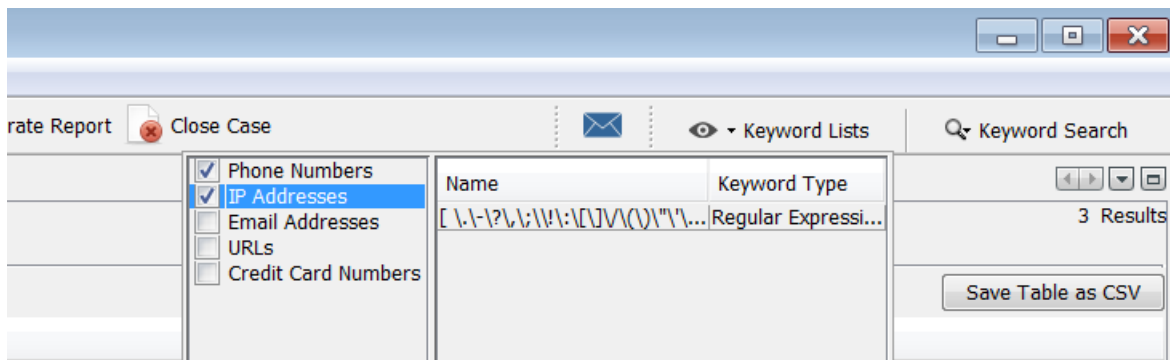 rate Report Close Case Keyword Lists Keyword Search
Phone Numbers
IP Addresses
Email Addresses
URLs
Credit Card Numbers
Name Keyword Type
[ \.\-\?\,\;\\!\:\[\]\/\(\)\"\'\... Regular Expressi...
3 Results
Save Table as CSV